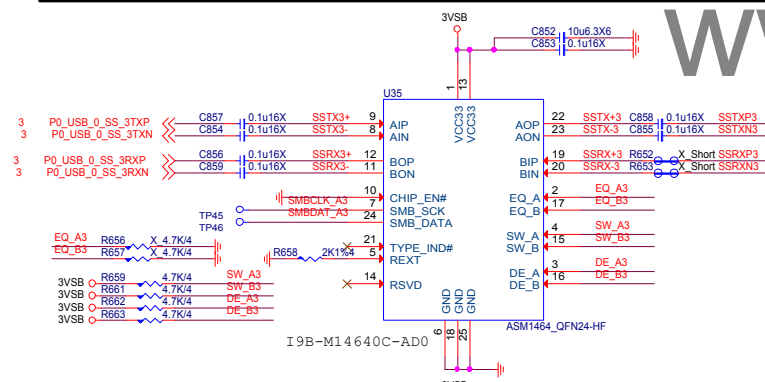 WW
3VSB
C852 10u6.3X6
C853 0.1u16X
U35
1 13
VCC33 VCC33
3 P0_USB_0_SS_3TXP C857 0.1u16X SSTX3+ 9 AIP AOP 22 SSTX+3 C858 0.1u16X SSTXP3
3 P0_USB_0_SS_3TXN C854 0.1u16X SSTX3- 8 AIN AON 23 SSTX-3 C855 0.1u16X SSTXN3
3 P0_USB_0_SS_3RXP C856 0.1u16X SSRX3+ 12 BOP BIP 19 SSRX+3 R652 X_Short SSRXP3
3 P0_USB_0_SS_3RXN C859 0.1u16X SSRX3- 11 BON BIN 20 SSRX-3 R653 X_Short SSRXN3
10 CHIP_EN# EQ_A 2 EQ_A3
SMBCLK_A3 7 SMB_SCK EQ_B 17 EQ_B3
TP45 SMBDAT_A3 24 SMB_DATA
TP46
SW_A 4 SW_A3
EQ_A3 R656 X_4.7K/4 21 TYPE_IND# SW_B 15 SW_B3
EQ_B3 R657 X_4.7K/4 R658 2K1%4 5 REXT
DE_A 3 DE_A3
3VSB R659 4.7K/4 SW_A3 14 RSVD DE_B 16 DE_B3
3VSB R661 4.7K/4 SW_B3
3VSB R662 4.7K/4 DE_A3
3VSB R663 4.7K/4 DE_B3
GND GND GND
6 18 25
ASM1464_QFN24-HF
I9B-M14640C-AD0
3VSB